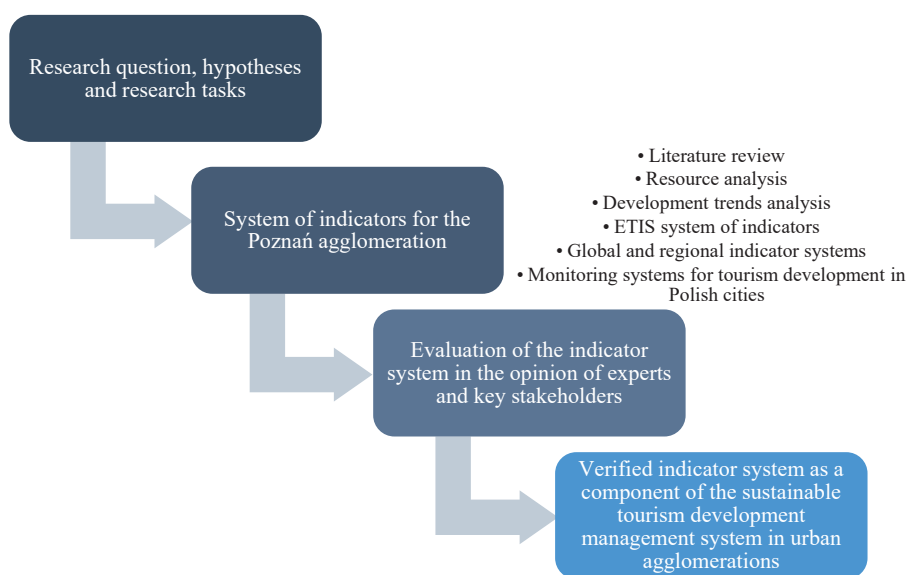 Research question, hypotheses
and research tasks
System of indicators for the
Poznań agglomeration
• Literature review
• Resource analysis
• Development trends analysis
• ETIS system of indicators
• Global and regional indicator systems
• Monitoring systems for tourism development in
Polish cities
Evaluation of the indicator
system in the opinion of experts
and key stakeholders
Verified indicator system as a
component of the sustainable
tourism development
management system in urban
agglomerations